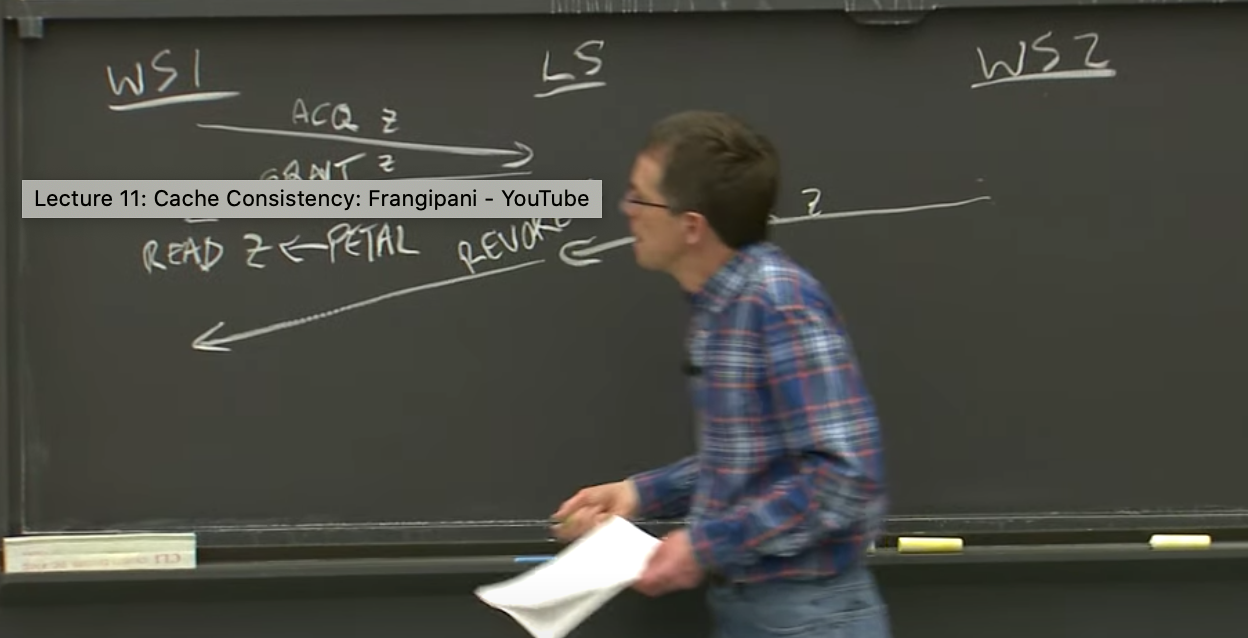 WS1 LS WS2
ACQ Z
GRANT Z
Lecture 11: Cache Consistency: Frangipani - YouTube
Z
READ Z ← PETAL REVOKE